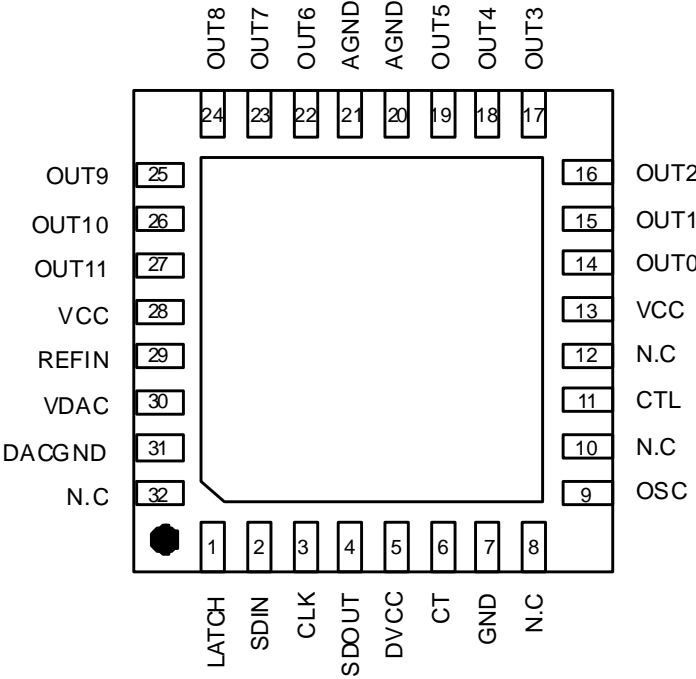 OUT8 OUT7 OUT6 AGND AGND OUT5 OUT4 OUT3
24 23 22 21 20 19 18 17
OUT9 25 16 OUT2
OUT10 26 15 OUT1
OUT11 27 14 OUT0
VCC 28 13 VCC
REFIN 29 12 N.C
VDAC 30 11 CTL
DACGND 31 10 N.C
N.C 32 9 OSC
1 2 3 4 5 6 7 8
LATCH SDIN CLK SDOUT DVCC CT GND N.C